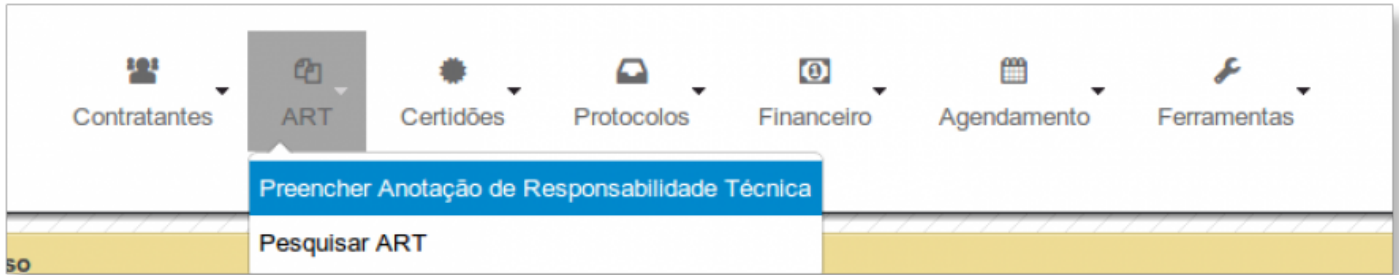 Contratantes ART Certidões Protocolos Financeiro Agendamento Ferramentas
Preencher Anotação de Responsabilidade Técnica
Pesquisar ART
so